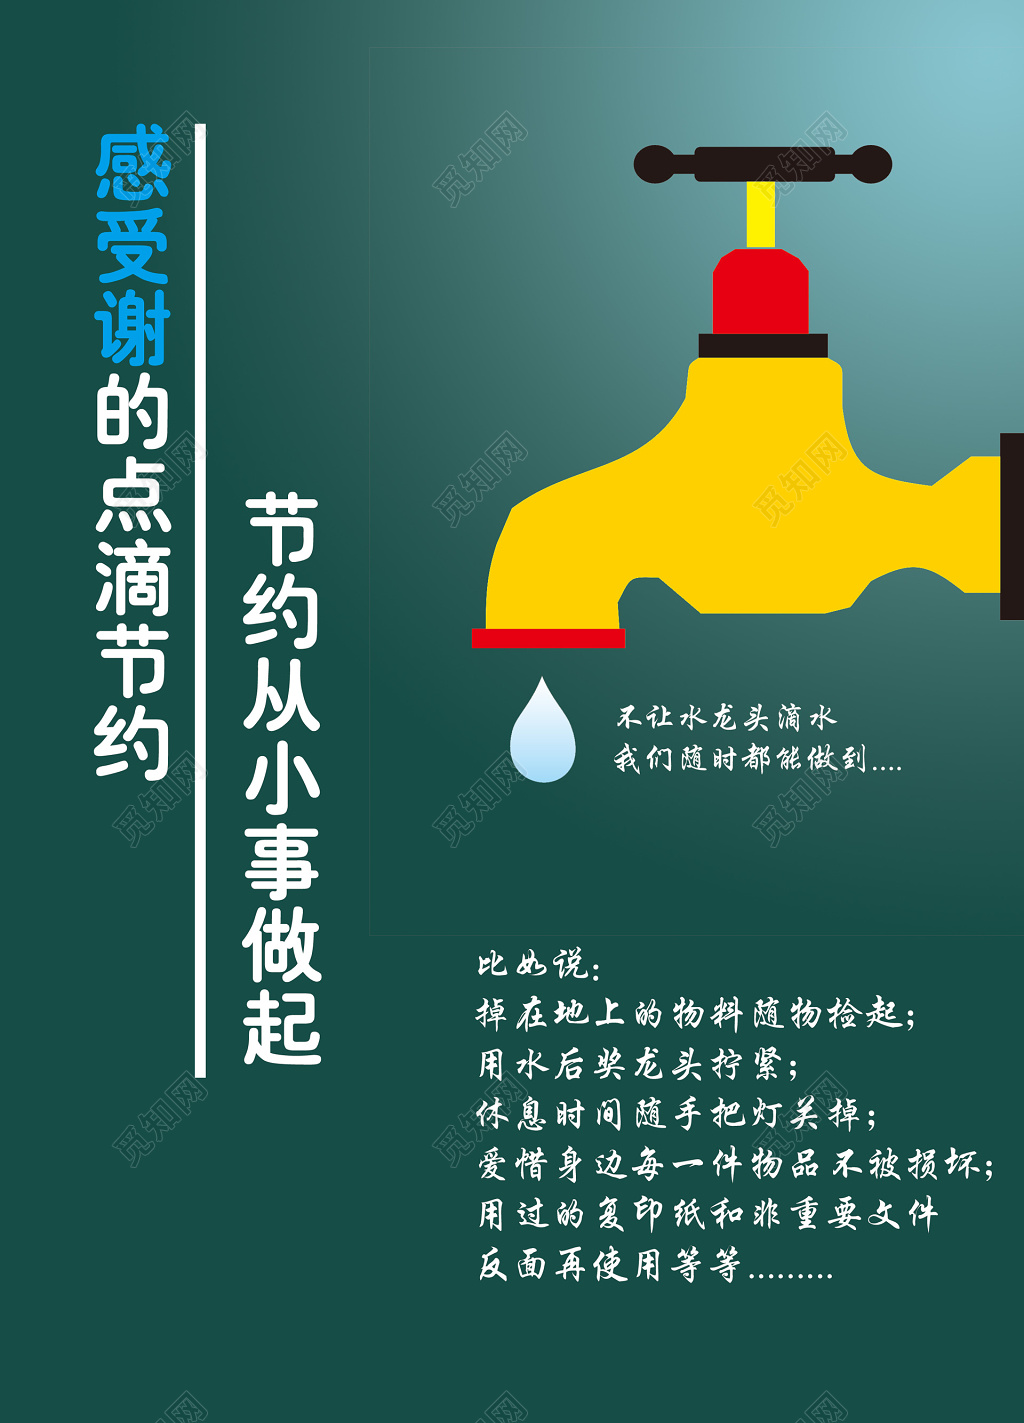 感受谢的点滴节约
节约从小事做起
不让水龙头滴水
我们随时都能做到....
比如说:
掉在地上的物料随物检起;
用水后奖龙头拧紧;
休息时间随手把灯关掉;
爱惜身边每一件物品不被损坏;
用过的复印纸和非重要文件
反面再使用等等.........
觅知网